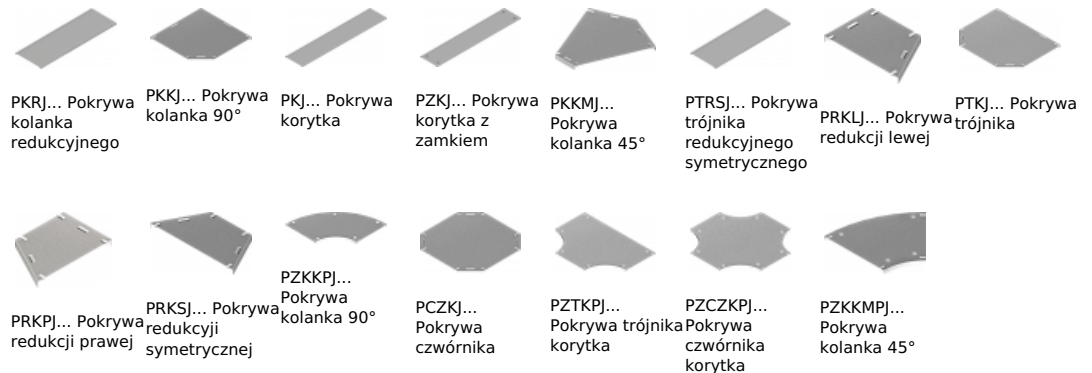 PKRJ... Pokrywa
kolanka
redukcyjnego
PKKJ... Pokrywa
kolanka 90°
PKJ... Pokrywa
korytka
PZKJ... Pokrywa
korytka z
zamkiem
PKKMJ...
Pokrywa
kolanka 45°
PTRSJ... Pokrywa
trójnika
redukcyjnego
symetrycznego
PRKLJ... Pokrywa
redukcji lewej
PTKJ... Pokrywa
trójnika
PRKPJ... Pokrywa
redukcji prawej
PRKSJ... Pokrywa
redukcyji
symetrycznej
PZKKPJ...
Pokrywa
kolanka 90°
PCZKJ...
Pokrywa
czwórnika
PZTKPJ...
Pokrywa trójnika
korytka
PZCZKPJ...
Pokrywa
czwórnika
korytka
PZKKMPJ...
Pokrywa
kolanka 45°